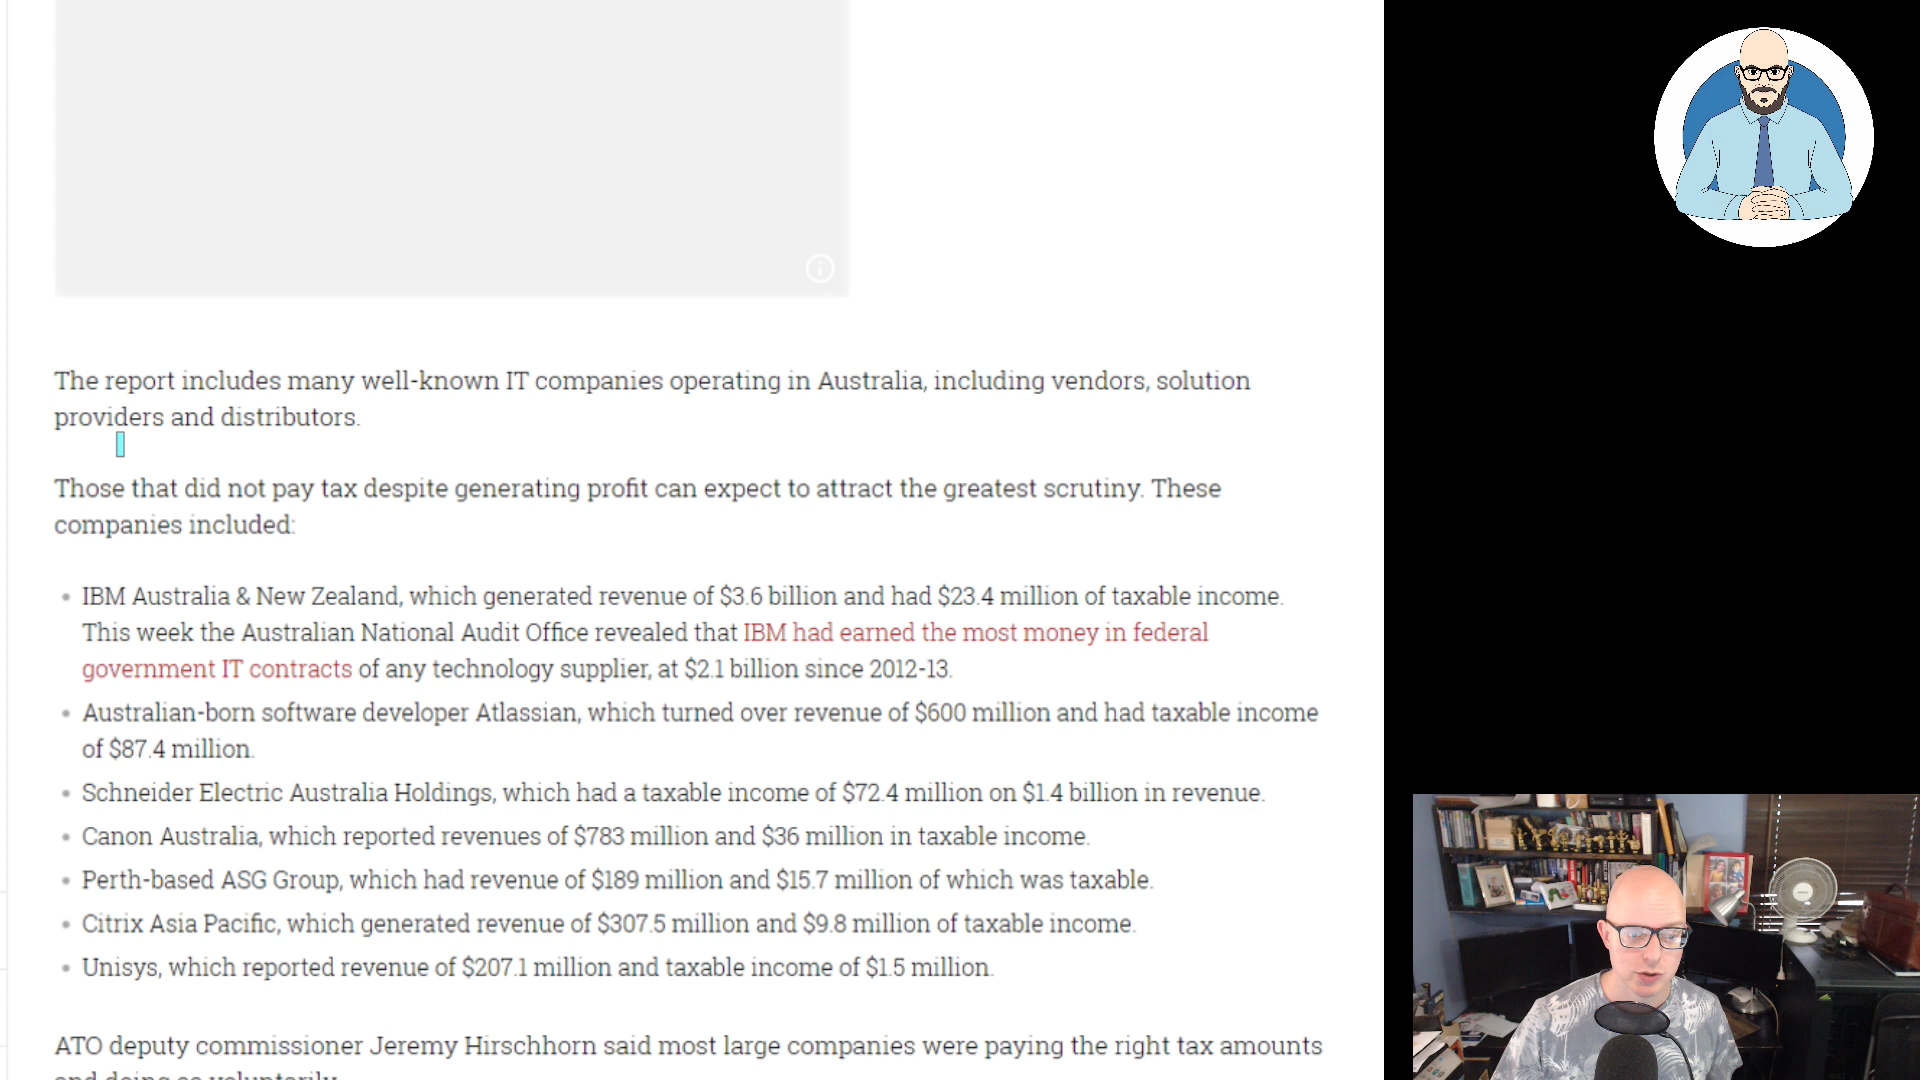 The report includes many well-known IT companies operating in Australia, including vendors, solution
providers and distributors.
Those that did not pay tax despite generating profit can expect to attract the greatest scrutiny. These
companies included:
• IBM Australia & New Zealand, which generated revenue of $3.6 billion and had $23.4 million of taxable income.
This week the Australian National Audit Office revealed that IBM had earned the most money in federal
government IT contracts of any technology supplier, at $2.1 billion since 2012-13.
• Australian-born software developer Atlassian, which turned over revenue of $600 million and had taxable income
of $87.4 million.
• Schneider Electric Australia Holdings, which had a taxable income of $72.4 million on $1.4 billion in revenue.
• Canon Australia, which reported revenues of $783 million and $36 million in taxable income.
• Perth-based ASG Group, which had revenue of $189 million and $15.7 million of which was taxable.
• Citrix Asia Pacific, which generated revenue of $307.5 million and $9.8 million of taxable income.
• Unisys, which reported revenue of $207.1 million and taxable income of $1.5 million.
ATO deputy commissioner Jeremy Hirschhorn said most large companies were paying the right tax amounts
and doing so voluntarily